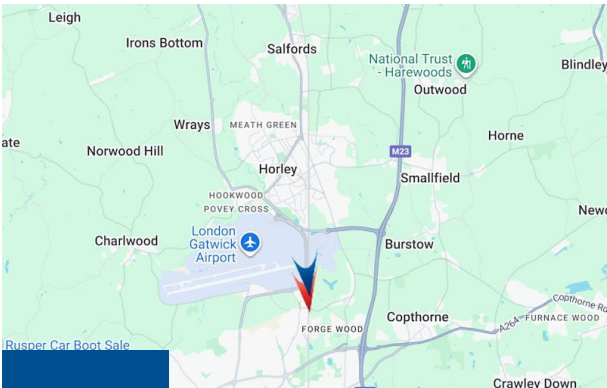 Leigh
Irons Bottom
Salfords
National Trust
- Harewoods
Blindley
Outwood
Wrays
MEATH GREEN
Horne
ate
Norwood Hill
M23
Horley
Smallfield
HOOKWOOD
POVEY CROSS
Newc
London
Gatwick
Airport
Charlwood
Burstow
Copthorne Rd
Copthorne
A264
FURNACE WOOD
FORGE WOOD
Rusper Car Boot Sale
Crawley Down